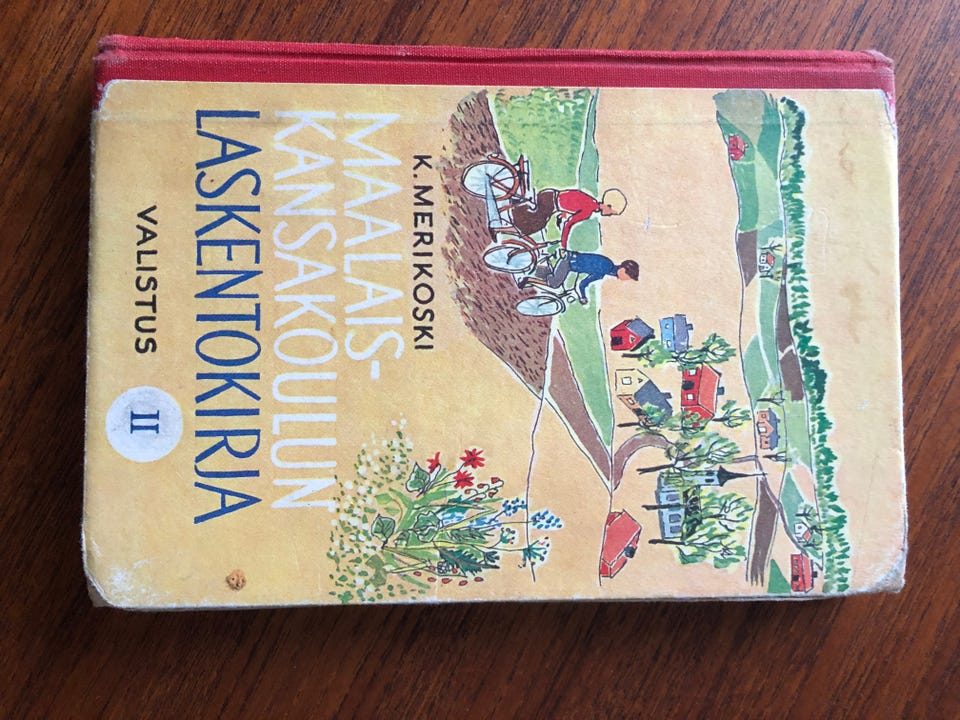 K. MERIKOSKI
MAALAIS-
KANSAKOULUN
LASKENTOKIRJA
VALISTUS
II